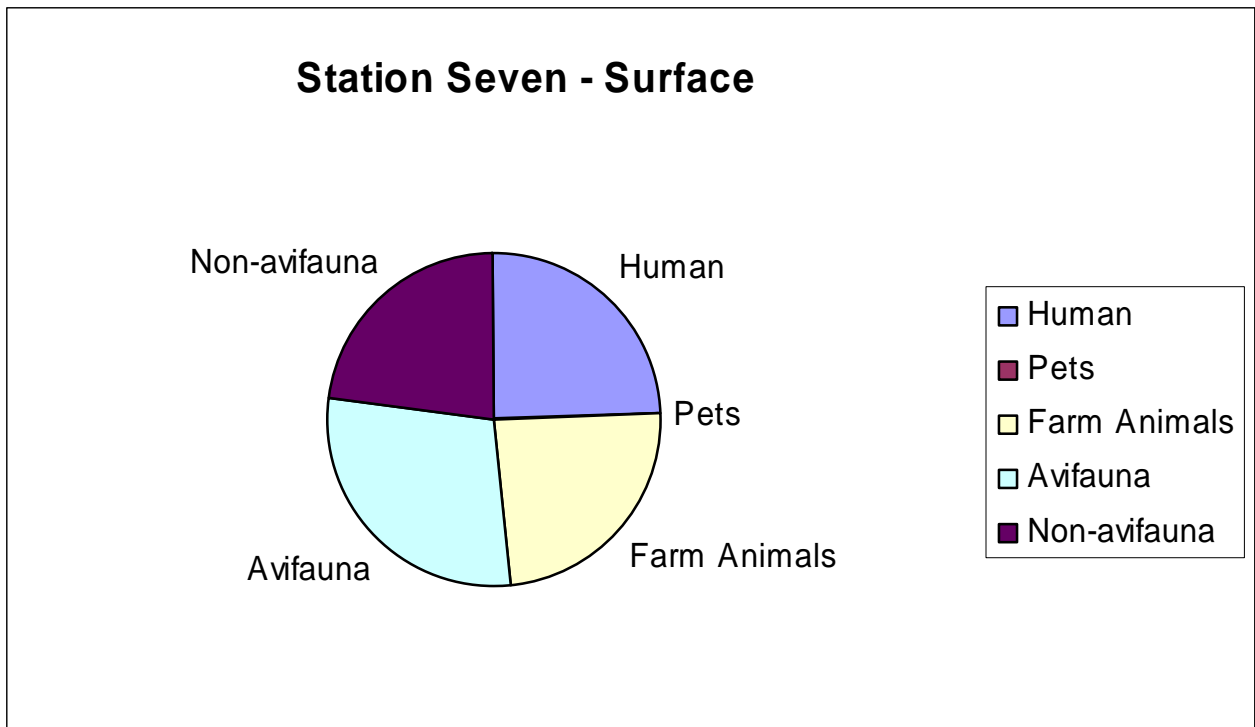 Station Seven - Surface
Non-avifauna
Human
Pets
Farm Animals
Avifauna
Human
Pets
Farm Animals
Avifauna
Non-avifauna